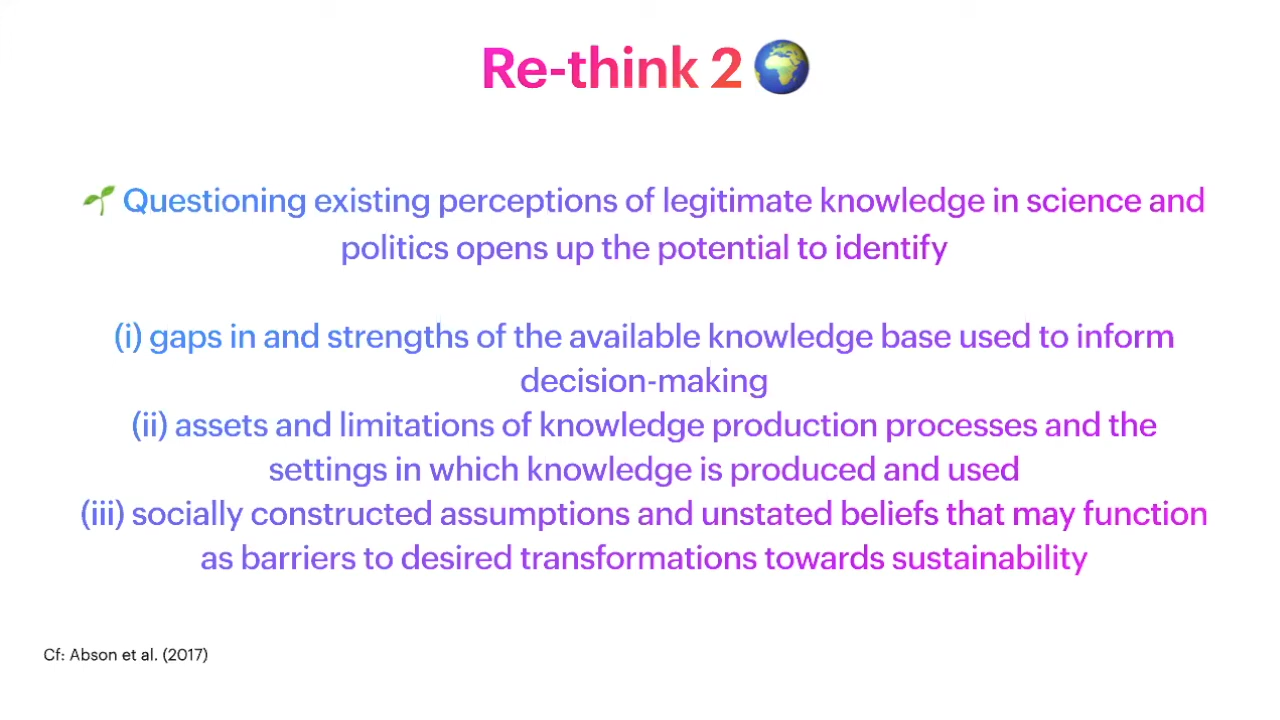 Re-think 2 🌍
🌱 Questioning existing perceptions of legitimate knowledge in science and
politics opens up the potential to identify
(i) gaps in and strengths of the available knowledge base used to inform
decision-making
(ii) assets and limitations of knowledge production processes and the
settings in which knowledge is produced and used
(iii) socially constructed assumptions and unstated beliefs that may function
as barriers to desired transformations towards sustainability
Cf: Abson et al. (2017)